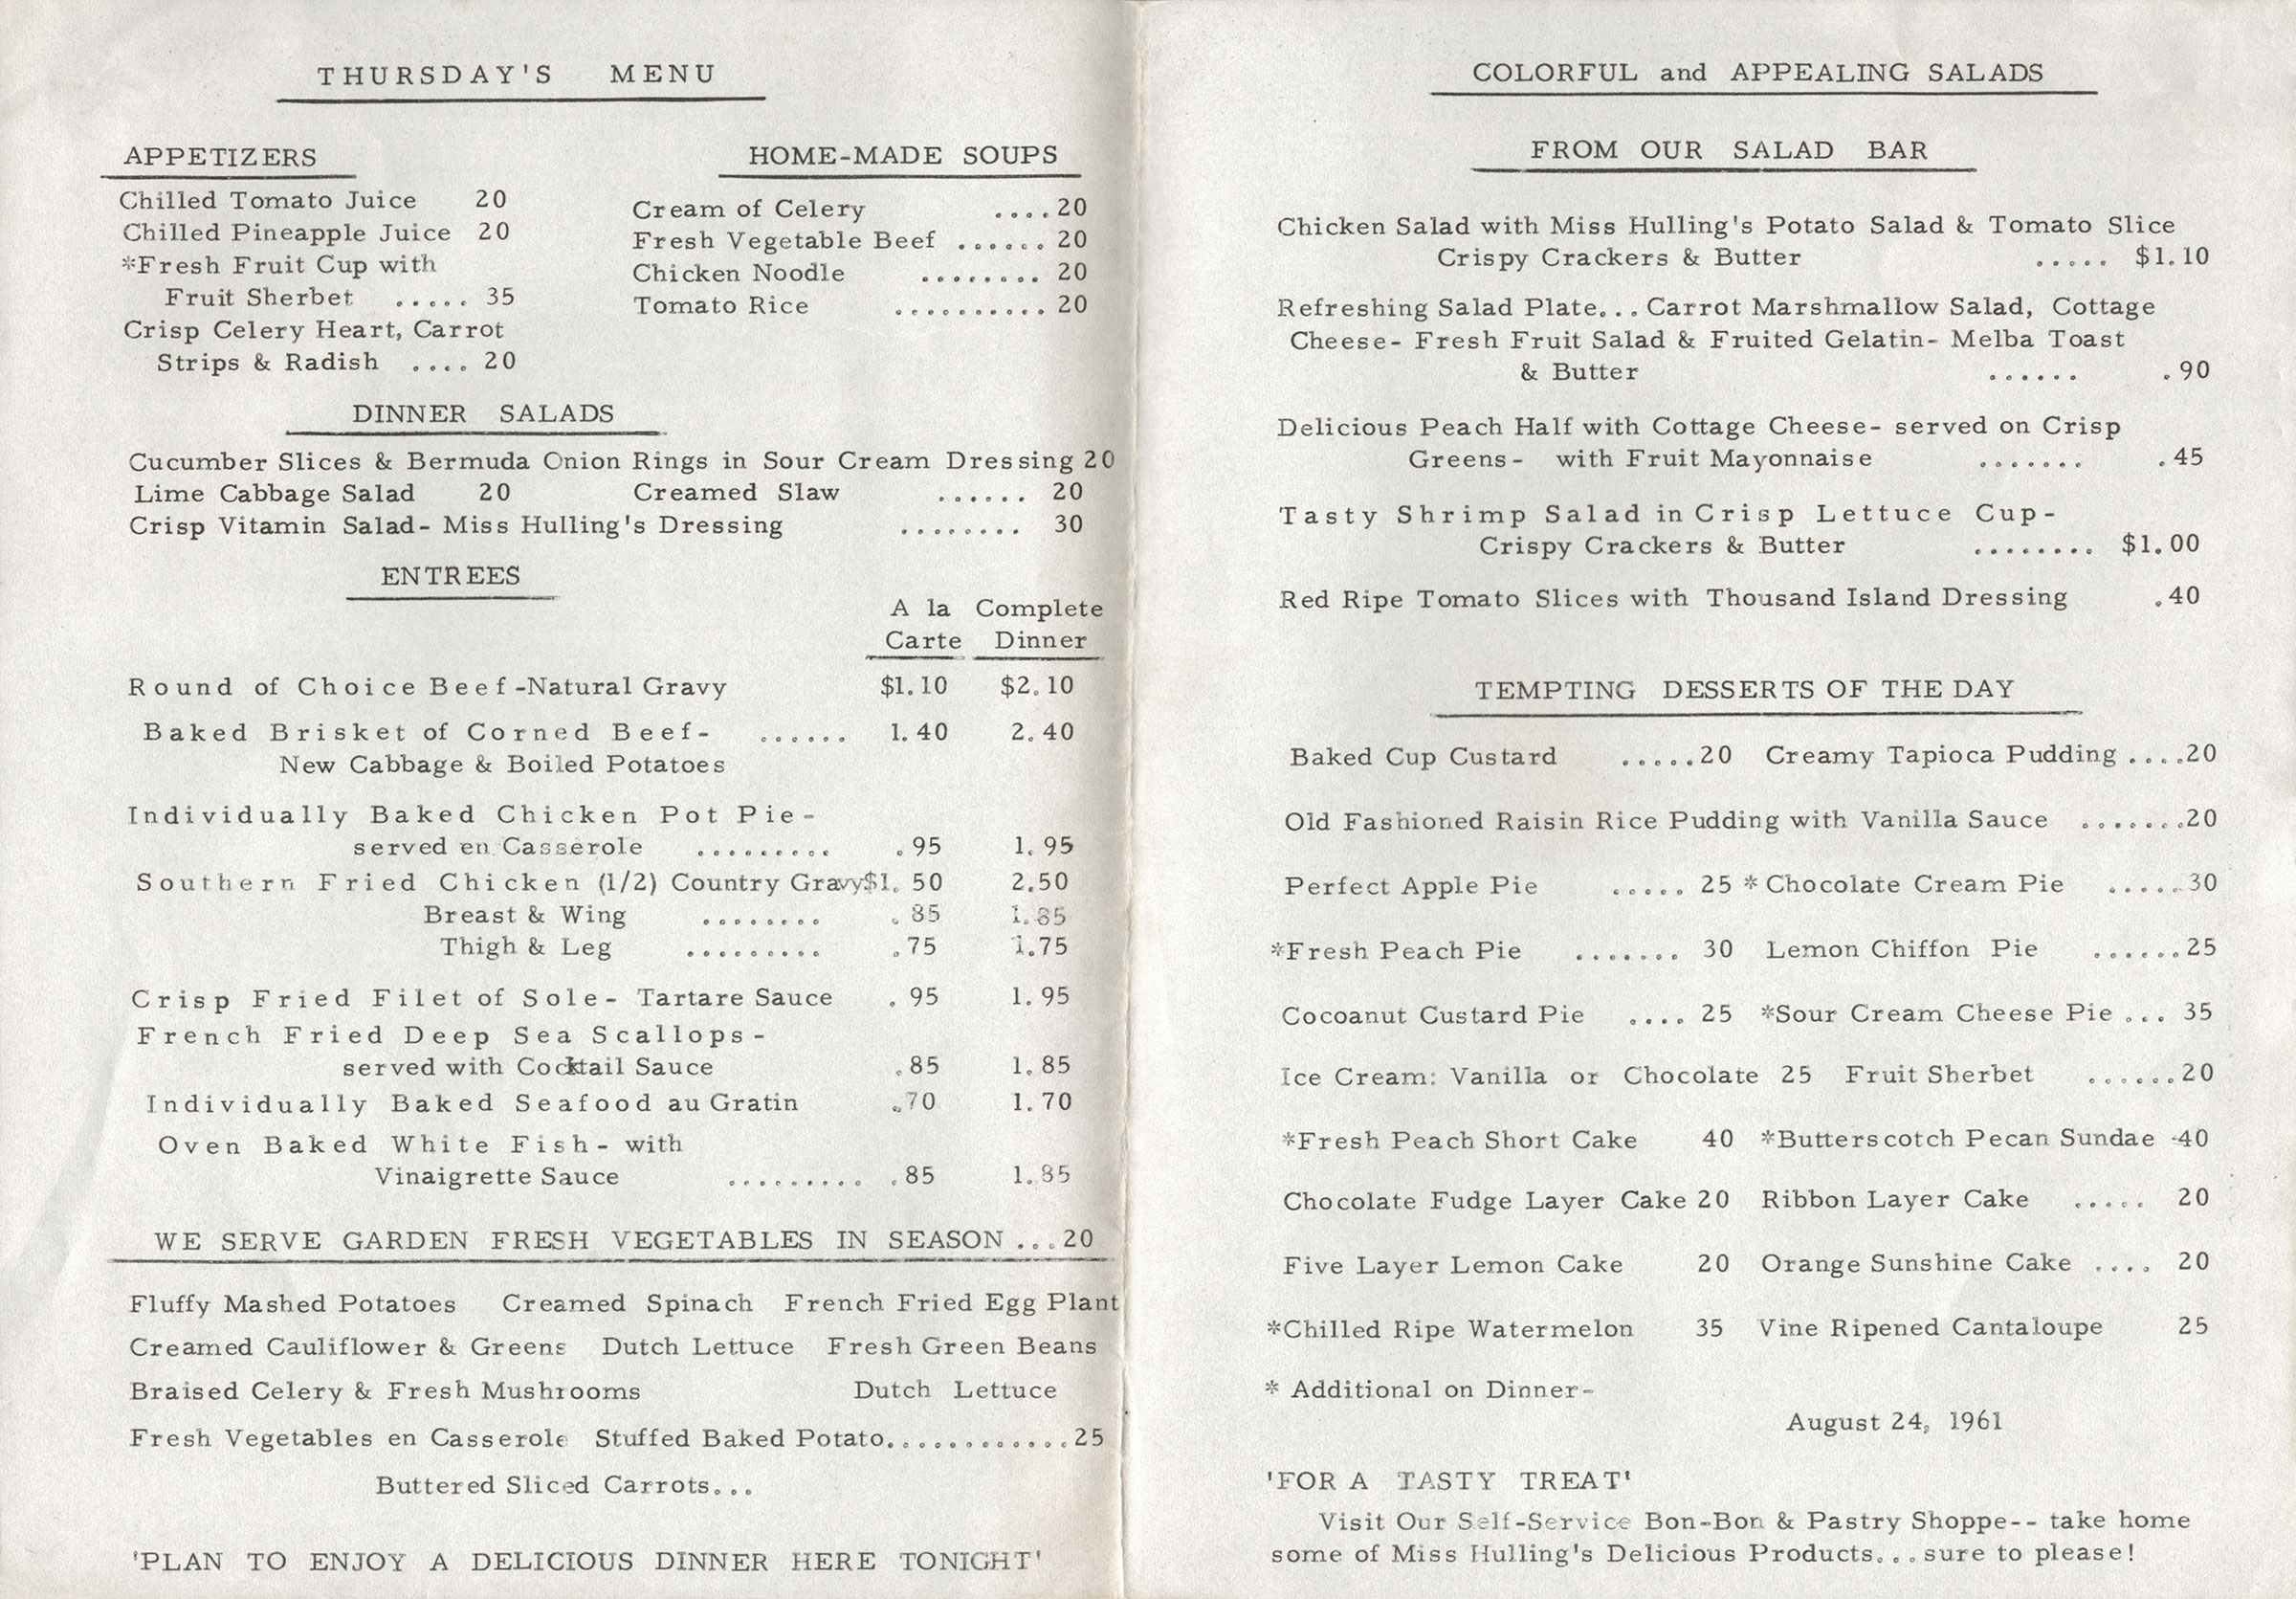 THURSDAY'S MENU
APPETIZERS
Chilled Tomato Juice 20
Chilled Pineapple Juice 20
*Fresh Fruit Cup with
Fruit Sherbet ..... 35
Crisp Celery Heart, Carrot
Strips & Radish .... 20
HOME-MADE SOUPS
Cream of Celery ....20
Fresh Vegetable Beef ...... 20
Chicken Noodle ........ 20
Tomato Rice .......... 20
DINNER SALADS
Cucumber Slices & Bermuda Onion Rings in Sour Cream Dressing 20
Lime Cabbage Salad 20 Creamed Slaw ...... 20
Crisp Vitamin Salad- Miss Hulling's Dressing ........ 30
ENTREES
A la Complete
Carte Dinner
Round of Choice Beef -Natural Gravy $1.10 $2.10
Baked Brisket of Corned Beef- ...... 1.40 2.40
New Cabbage & Boiled Potatoes
Individually Baked Chicken Pot Pie-
served en Casserole ......... .95 1.95
Southern Fried Chicken (1/2) Country Gravy$1.50 2.50
Breast & Wing ........ .85 1.85
Thigh & Leg ......... .75 1.75
Crisp Fried Filet of Sole- Tartare Sauce .95 1.95
French Fried Deep Sea Scallops-
served with Cocktail Sauce .85 1.85
Individually Baked Seafood au Gratin .70 1.70
Oven Baked White Fish- with
Vinaigrette Sauce ......... .85 1.85
WE SERVE GARDEN FRESH VEGETABLES IN SEASON ...20
Fluffy Mashed Potatoes Creamed Spinach French Fried Egg Plant
Creamed Cauliflower & Greens Dutch Lettuce Fresh Green Beans
Braised Celery & Fresh Mushrooms Dutch Lettuce
Fresh Vegetables en Casserole Stuffed Baked Potato............25
Buttered Sliced Carrots...
'PLAN TO ENJOY A DELICIOUS DINNER HERE TONIGHT'
COLORFUL and APPEALING SALADS
FROM OUR SALAD BAR
Chicken Salad with Miss Hulling's Potato Salad & Tomato Slice
Crispy Crackers & Butter ..... $1.10
Refreshing Salad Plate... Carrot Marshmallow Salad, Cottage
Cheese- Fresh Fruit Salad & Fruited Gelatin- Melba Toast
& Butter ...... .90
Delicious Peach Half with Cottage Cheese- served on Crisp
Greens- with Fruit Mayonnaise ....... .45
Tasty Shrimp Salad in Crisp Lettuce Cup-
Crispy Crackers & Butter ........ $1.00
Red Ripe Tomato Slices with Thousand Island Dressing .40
TEMPTING DESSERTS OF THE DAY
Baked Cup Custard .....20 Creamy Tapioca Pudding ....20
Old Fashioned Raisin Rice Pudding with Vanilla Sauce .......20
Perfect Apple Pie ..... 25 * Chocolate Cream Pie .....30
*Fresh Peach Pie ....... 30 Lemon Chiffon Pie ......25
Cocoanut Custard Pie .... 25 *Sour Cream Cheese Pie ... 35
Ice Cream: Vanilla or Chocolate 25 Fruit Sherbet ......20
*Fresh Peach Short Cake 40 *Butterscotch Pecan Sundae -40
Chocolate Fudge Layer Cake 20 Ribbon Layer Cake ..... 20
Five Layer Lemon Cake 20 Orange Sunshine Cake .... 20
*Chilled Ripe Watermelon 35 Vine Ripened Cantaloupe 25
* Additional on Dinner-
August 24, 1961
'FOR A TASTY TREAT'
Visit Our Self-Service Bon-Bon & Pastry Shoppe-- take home
some of Miss Hulling's Delicious Products...sure to please!